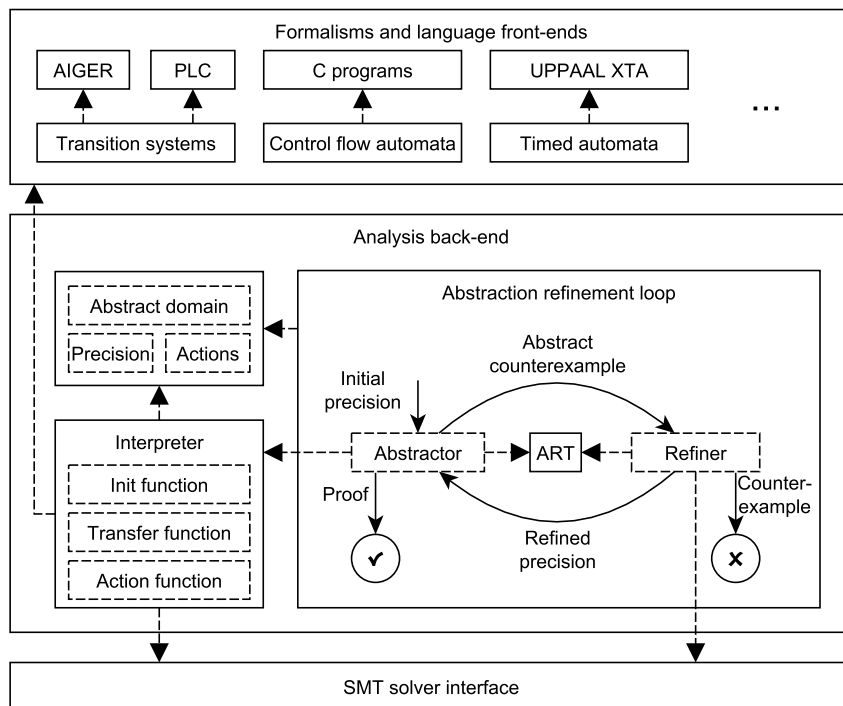 Formalisms and language front-ends
AIGER
PLC
C programs
UPPAAL XTA
...
Transition systems
Control flow automata
Timed automata
Analysis back-end
Abstract domain
Precision
Actions
Interpreter
Init function
Transfer function
Action function
Abstraction refinement loop
Abstract
counterexample
Initial
precision
Abstractor
ART
Refiner
Proof
Counter-
example
Refined
precision
SMT solver interface